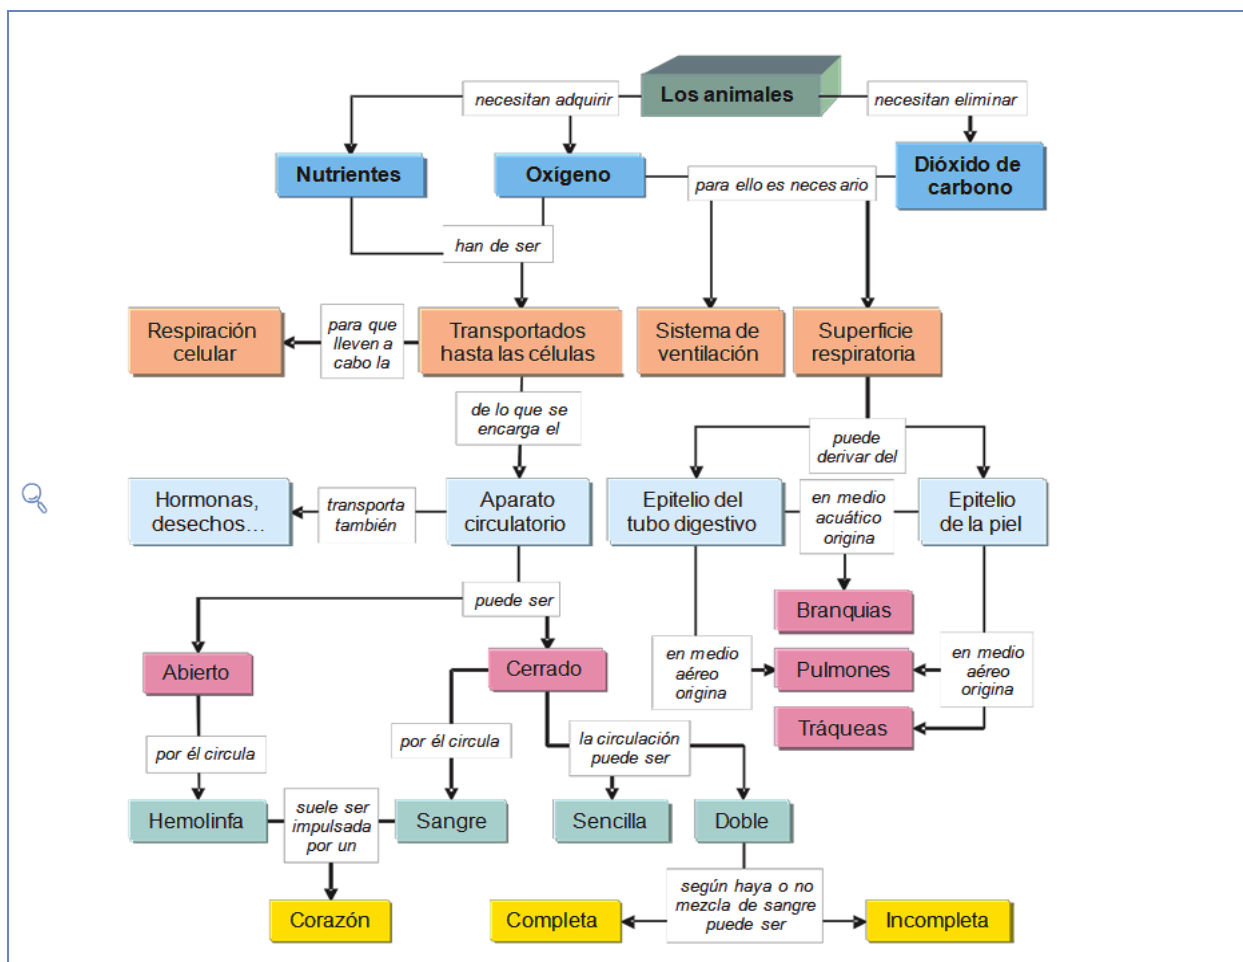 Los animales
necesitan adquirir
necesitan eliminar
Nutrientes
Oxígeno
Dióxido de
carbono
para ello es necesario
han de ser
Respiración
celular
para que
lleven a
cabo la
Transportados
hasta las células
Sistema de
ventilación
Superficie
respiratoria
de lo que se
encarga el
puede
derivar del
Hormonas,
desechos...
transporta
también
Aparato
circulatorio
Epitelio del
tubo digestivo
en medio
acuático
origina
Epitelio
de la piel
puede ser
Branquias
Abierto
Cerrado
en medio
aéreo
origina
Pulmones
en medio
aéreo
origina
Tráqueas
por él circula
por él circula
la circulación
puede ser
Hemolinfa
suele ser
impulsada
por un
Sangre
Sencilla
Doble
según haya o no
mezcla de sangre
puede ser
Corazón
Completa
Incompleta